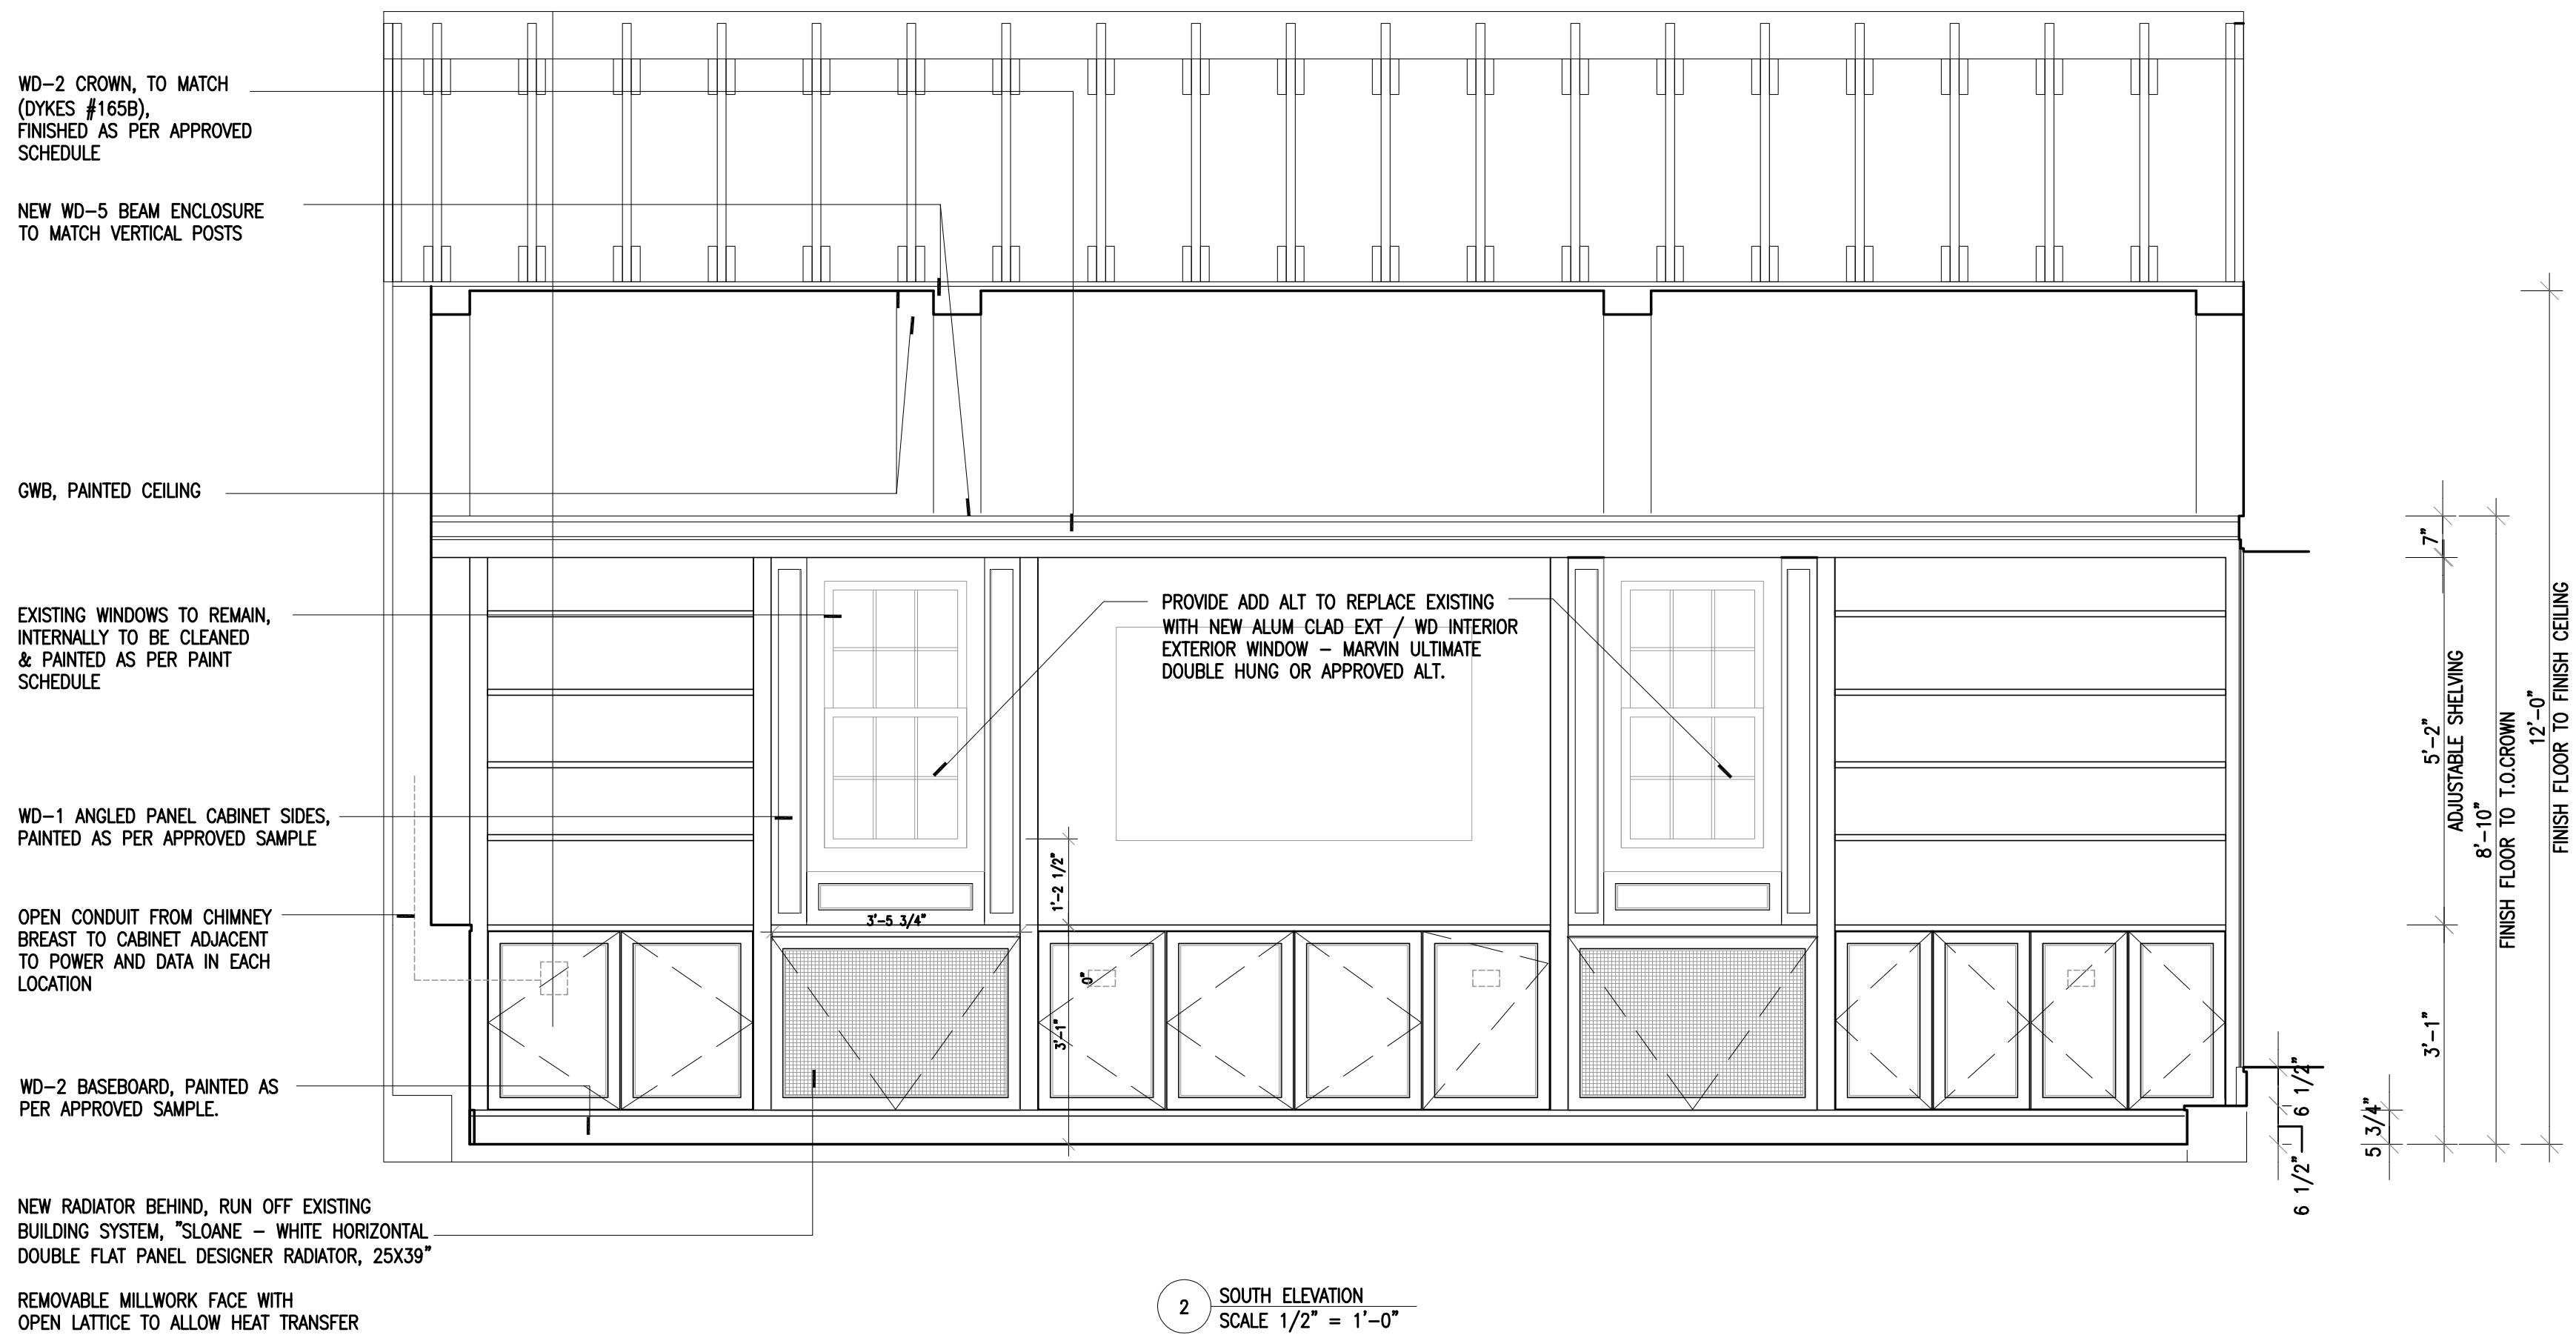 WD-2 CROWN, TO MATCH
(DYKES #165B),
FINISHED AS PER APPROVED
SCHEDULE
NEW WD-5 BEAM ENCLOSURE
TO MATCH VERTICAL POSTS
GWB, PAINTED CEILING
EXISTING WINDOWS TO REMAIN,
INTERNALLY TO BE CLEANED
& PAINTED AS PER PAINT
SCHEDULE
WD-1 ANGLED PANEL CABINET SIDES,
PAINTED AS PER APPROVED SAMPLE
OPEN CONDUIT FROM CHIMNEY
BREAST TO CABINET ADJACENT
TO POWER AND DATA IN EACH
LOCATION
WD-2 BASEBOARD, PAINTED AS
PER APPROVED SAMPLE.
NEW RADIATOR BEHIND, RUN OFF EXISTING
BUILDING SYSTEM, "SLOANE - WHITE HORIZONTAL
DOUBLE FLAT PANEL DESIGNER RADIATOR, 25X39"
REMOVABLE MILLWORK FACE WITH
OPEN LATTICE TO ALLOW HEAT TRANSFER
PROVIDE ADD ALT TO REPLACE EXISTING
WITH NEW ALUM CLAD EXT / WD INTERIOR
EXTERIOR WINDOW - MARVIN ULTIMATE
DOUBLE HUNG OR APPROVED ALT.
3'-5 3/4"
1'-2 1/2"
0"
3'-1"
7"
5'-2"
ADJUSTABLE SHELVING
3'-1"
8'-10"
FINISH FLOOR TO T.O.CROWN
12'-0"
FINISH FLOOR TO FINISH CEILING
6 1/2"
6 1/2"
5 3/4"
2
SOUTH ELEVATION
SCALE 1/2" = 1'-0"